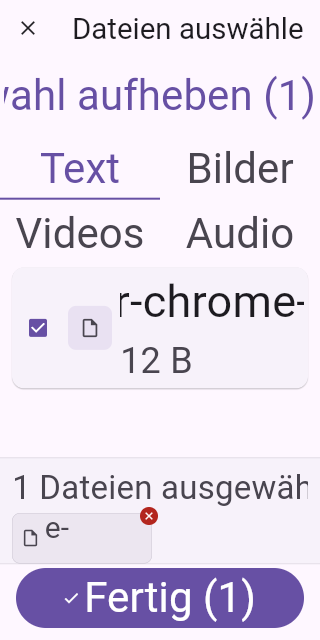 Dateien auswähle
wahl aufheben (1)
Text Bilder
Videos Audio
r-chrome-
12 B
1 Dateien ausgewäh
e-
Fertig (1)